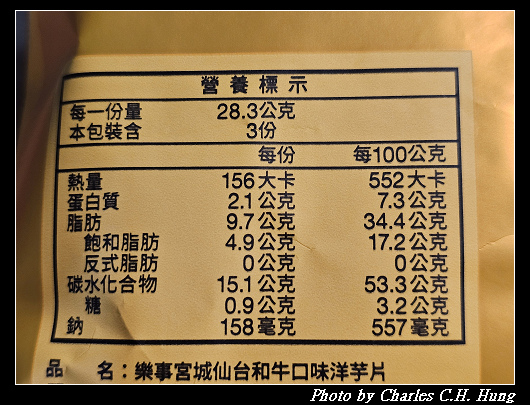 營養標示
每一份量 28.3公克
本包裝含 3份
每份 每100公克
熱量 156大卡 552大卡
蛋白質 2.1公克 7.3公克
脂肪 9.7公克 34.4公克
飽和脂肪 4.9公克 17.2公克
反式脂肪 0公克 0公克
碳水化合物 15.1公克 53.3公克
糖 0.9公克 3.2公克
鈉 158毫克 557毫克
品 名：樂事宮城仙台和牛口味洋芋片
Photo by Charles C.H. Hung